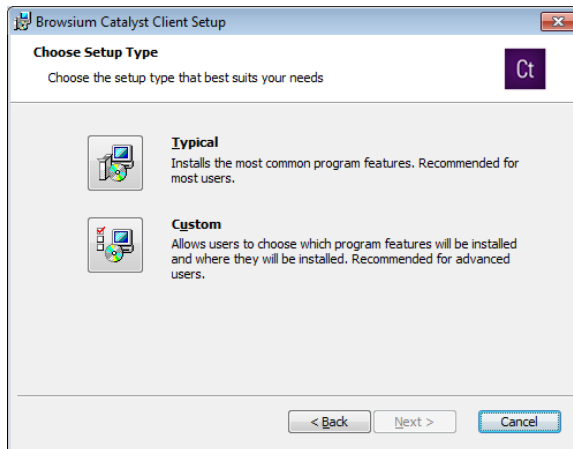 Browsium Catalyst Client Setup
Choose Setup Type
Choose the setup type that best suits your needs
Ct
Typical
Installs the most common program features. Recommended for
most users.
Custom
Allows users to choose which program features will be installed
and where they will be installed. Recommended for advanced
users.
< Back
Next >
Cancel